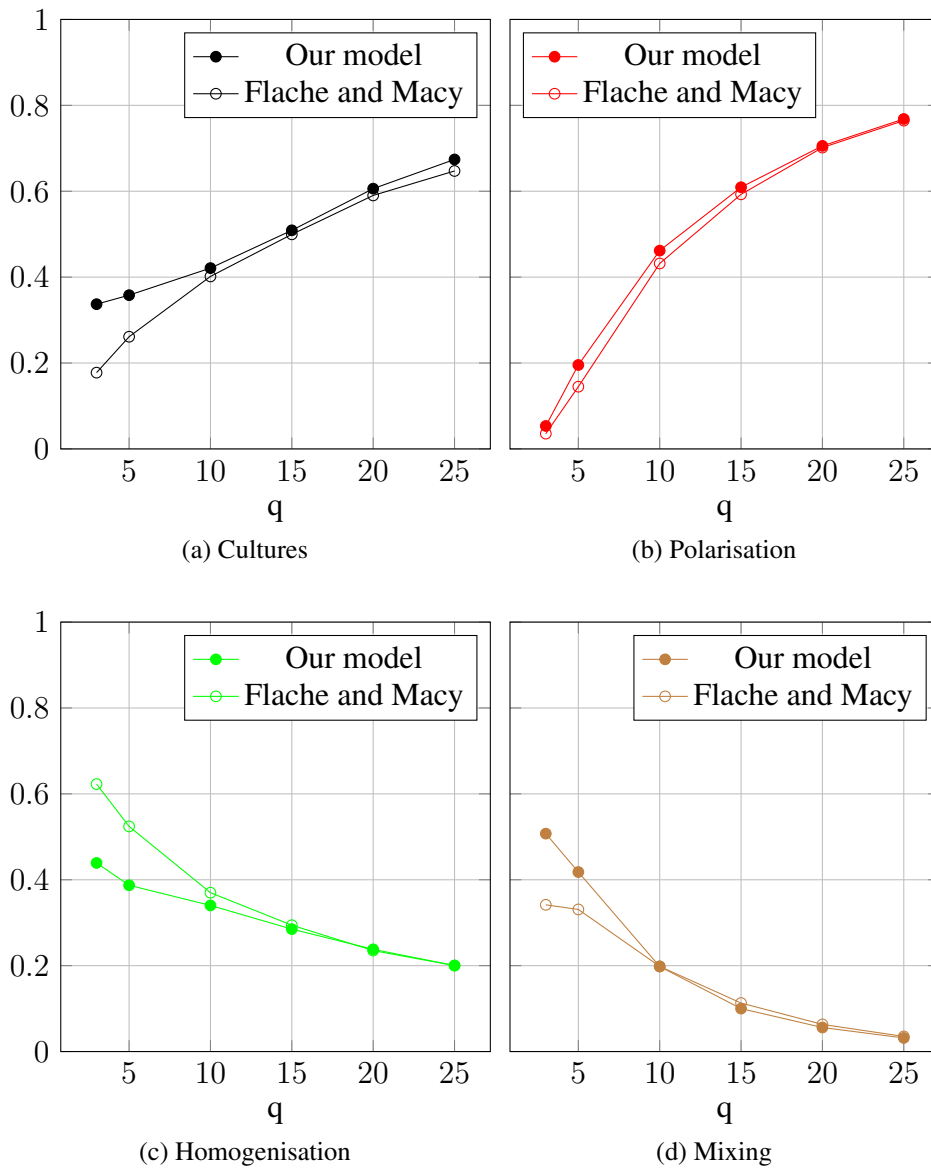 1
0.8
0.6
0.4
0.2
0
Our model
Flache and Macy
5 10 15 20 25
q
(a) Cultures
Our model
Flache and Macy
5 10 15 20 25
q
(b) Polarisation
1
0.8
0.6
0.4
0.2
0
Our model
Flache and Macy
5 10 15 20 25
q
(c) Homogenisation
Our model
Flache and Macy
5 10 15 20 25
q
(d) Mixing